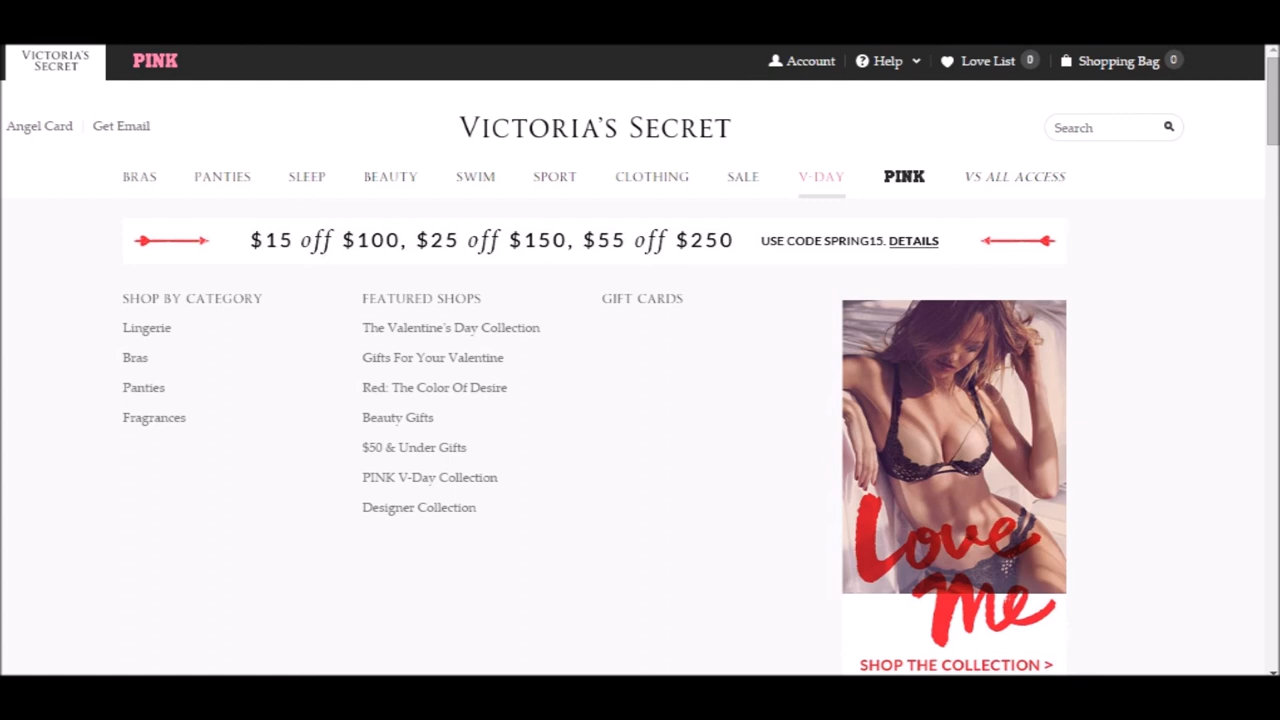 VICTORIA'S
SECRET
PINK
Account
Help
Love List 0
Shopping Bag 0
Angel Card
Get Email
VICTORIA'S SECRET
Search
BRAS
PANTIES
SLEEP
BEAUTY
SWIM
SPORT
CLOTHING
SALE
V-DAY
PINK
VS ALL ACCESS
$15 off $100, $25 off $150, $55 off $250
USE CODE SPRING15. DETAILS
SHOP BY CATEGORY
Lingerie
Bras
Panties
Fragrances
FEATURED SHOPS
The Valentine's Day Collection
Gifts For Your Valentine
Red: The Color Of Desire
Beauty Gifts
$50 & Under Gifts
PINK V-Day Collection
Designer Collection
GIFT CARDS
Love
Me
SHOP THE COLLECTION >